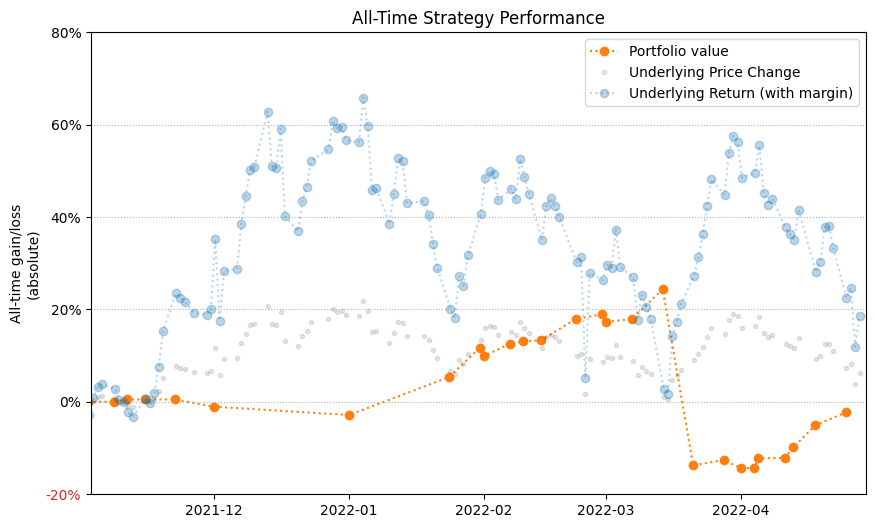 All-Time Strategy Performance
80%
60%
40%
20%
0%
-20%
All-time gain/loss
(absolute)
Portfolio value
Underlying Price Change
Underlying Return (with margin)
2021-12
2022-01
2022-02
2022-03
2022-04